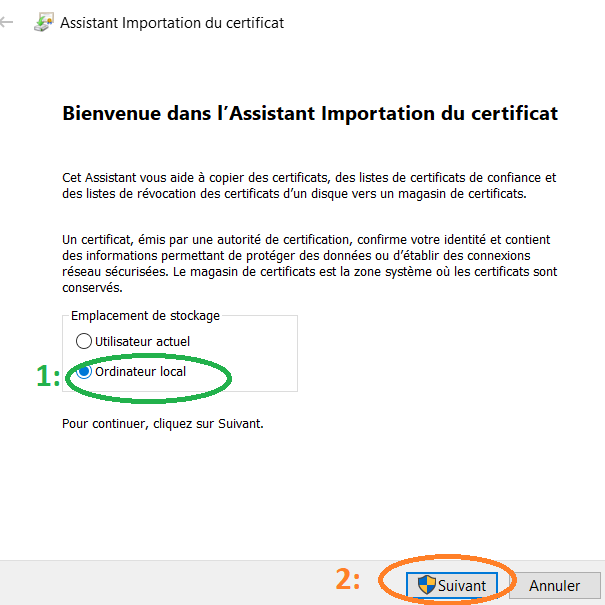 Assistant Importation du certificat
Bienvenue dans l’Assistant Importation du certificat
Cet Assistant vous aide à copier des certificats, des listes de certificats de confiance et
des listes de révocation des certificats d’un disque vers un magasin de certificats.
Un certificat, émis par une autorité de certification, confirme votre identité et contient
des informations permettant de protéger des données ou d’établir des connexions
réseau sécurisées. Le magasin de certificats est la zone système où les certificats sont
conservés.
Emplacement de stockage
Utilisateur actuel
1: Ordinateur local
Pour continuer, cliquez sur Suivant.
2: Suivant Annuler